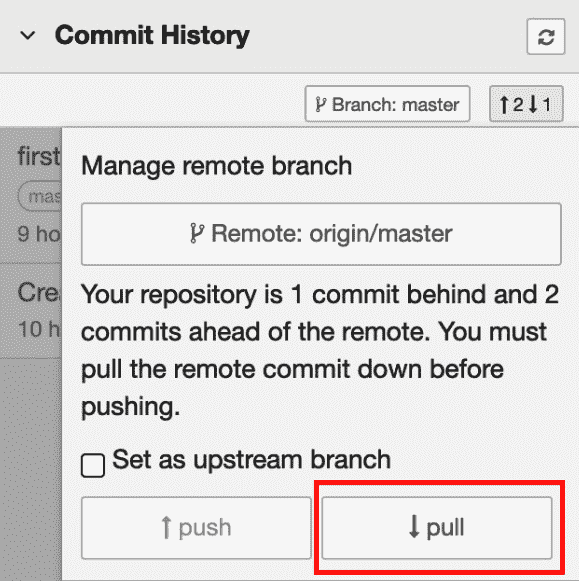 Commit History
Branch: master
↑2↓1
first
mas
9 ho
Cre
10 h
Manage remote branch
Remote: origin/master
Your repository is 1 commit behind and 2
commits ahead of the remote. You must
pull the remote commit down before
pushing.
Set as upstream branch
↑ push
↓ pull